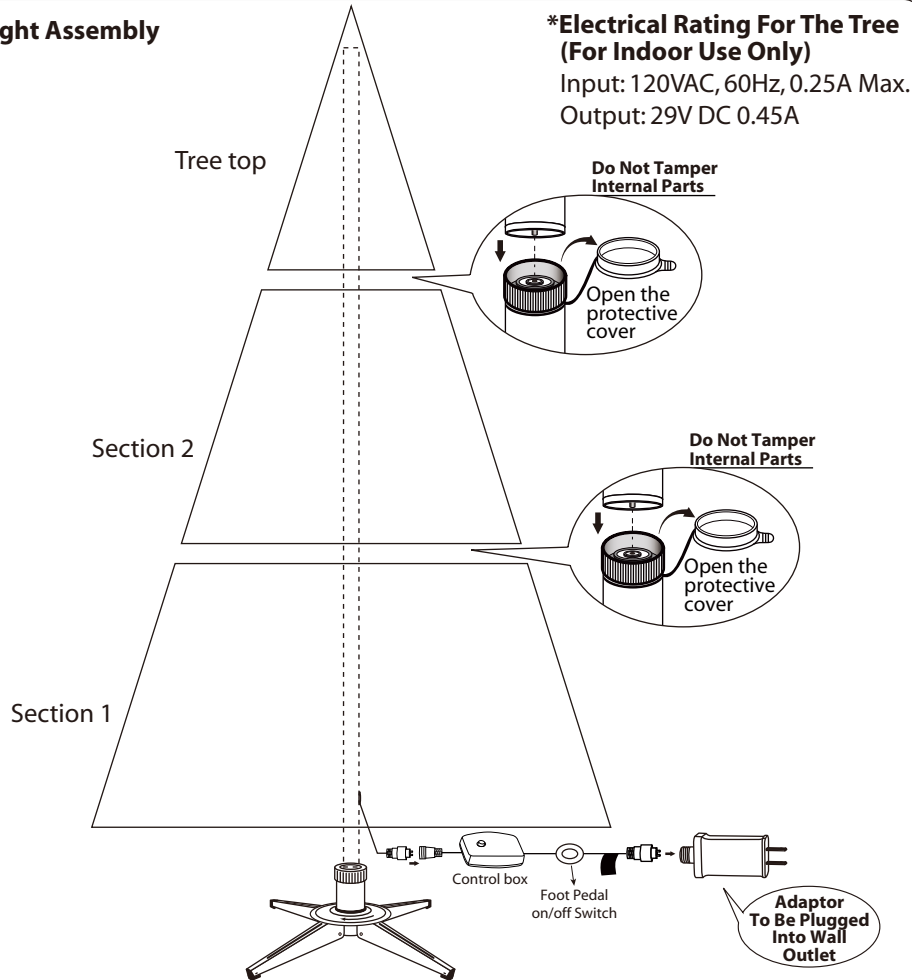 ght Assembly
*Electrical Rating For The Tree
(For Indoor Use Only)
Input: 120VAC, 60Hz, 0.25A Max.
Output: 29V DC 0.45A
Tree top
Do Not Tamper
Internal Parts
Open the
protective
cover
Section 2
Do Not Tamper
Internal Parts
Open the
protective
cover
Section 1
Control box
Foot Pedal
on/off Switch
Adaptor
To Be Plugged
Into Wall
Outlet